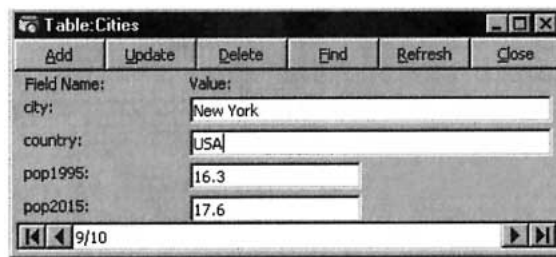 Table:Cities
Add Update Delete Find Refresh Close
Field Name: Value:
city: New York
country: USA
pop1995: 16.3
pop2015: 17.6
9/10